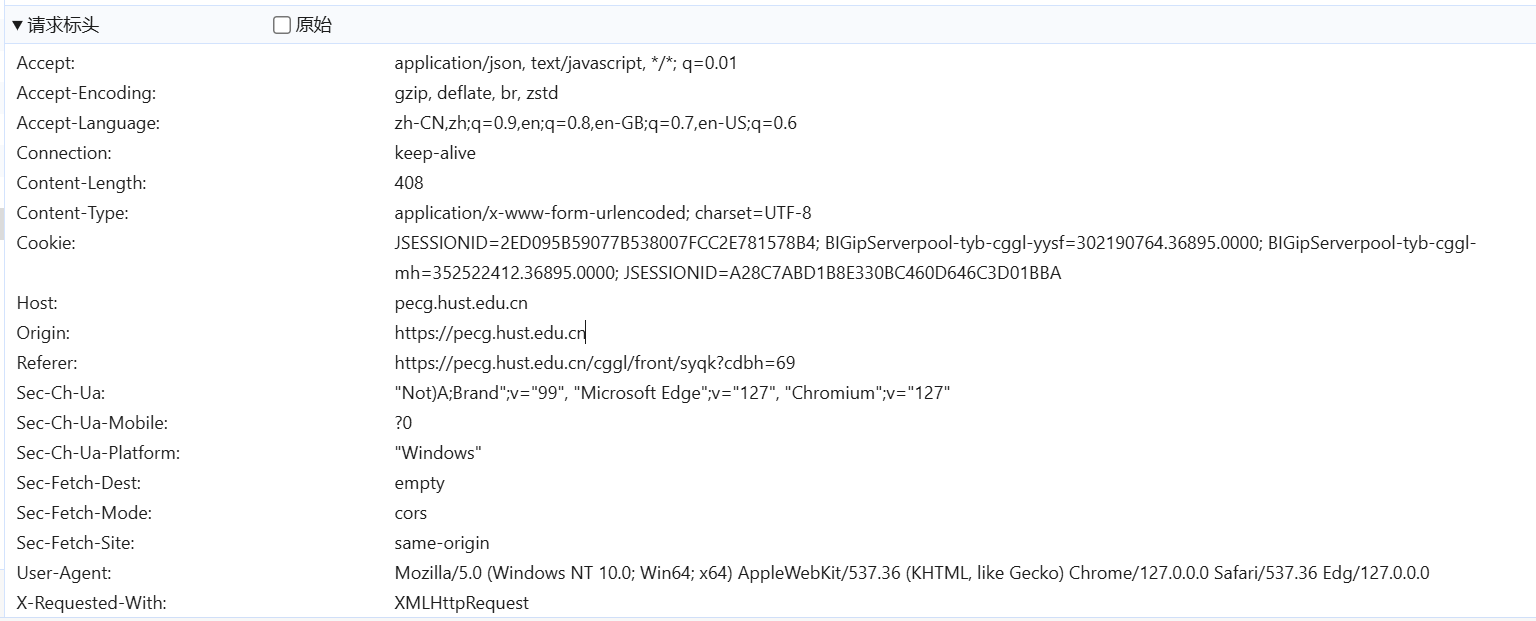 ▼请求标头 原始
Accept: application/json, text/javascript, */*; q=0.01
Accept-Encoding: gzip, deflate, br, zstd
Accept-Language: zh-CN,zh;q=0.9,en;q=0.8,en-GB;q=0.7,en-US;q=0.6
Connection: keep-alive
Content-Length: 408
Content-Type: application/x-www-form-urlencoded; charset=UTF-8
Cookie: JSESSIONID=2ED095B59077B538007FCC2E781578B4; BIGipServerpool-tyb-cggl-yysf=302190764.36895.0000; BIGipServerpool-tyb-cggl-
mh=352522412.36895.0000; JSESSIONID=A28C7ABD1B8E330BC460D646C3D01BBA
Host: pecg.hust.edu.cn
Origin: https://pecg.hust.edu.cn
Referer: https://pecg.hust.edu.cn/cggl/front/syqk?cdbh=69
Sec-Ch-Ua: "Not)A;Brand";v="99", "Microsoft Edge";v="127", "Chromium";v="127"
Sec-Ch-Ua-Mobile: ?0
Sec-Ch-Ua-Platform: "Windows"
Sec-Fetch-Dest: empty
Sec-Fetch-Mode: cors
Sec-Fetch-Site: same-origin
User-Agent: Mozilla/5.0 (Windows NT 10.0; Win64; x64) AppleWebKit/537.36 (KHTML, like Gecko) Chrome/127.0.0.0 Safari/537.36 Edg/127.0.0.0
X-Requested-With: XMLHttpRequest